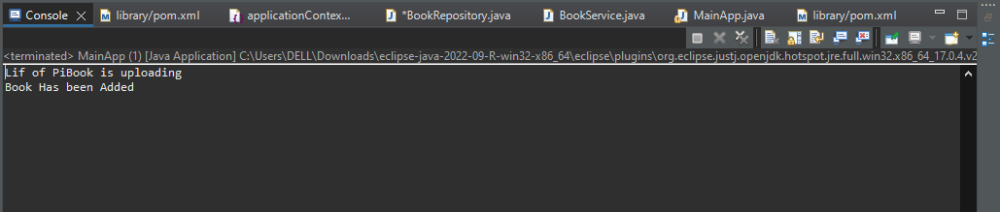 Console library/pom.xml applicationContex... *BookRepository.java BookService.java MainApp.java library/pom.xml
<terminated> MainApp (1) [Java Application] C:\Users\DELL\Downloads\eclipse-java-2022-09-R-win32-x86_64\eclipse\plugins\org.eclipse.justj.openjdk.hotspot.jre.full.win32.x86_64_17.0.4.v2
Lif of PiBook is uploading
Book Has been Added